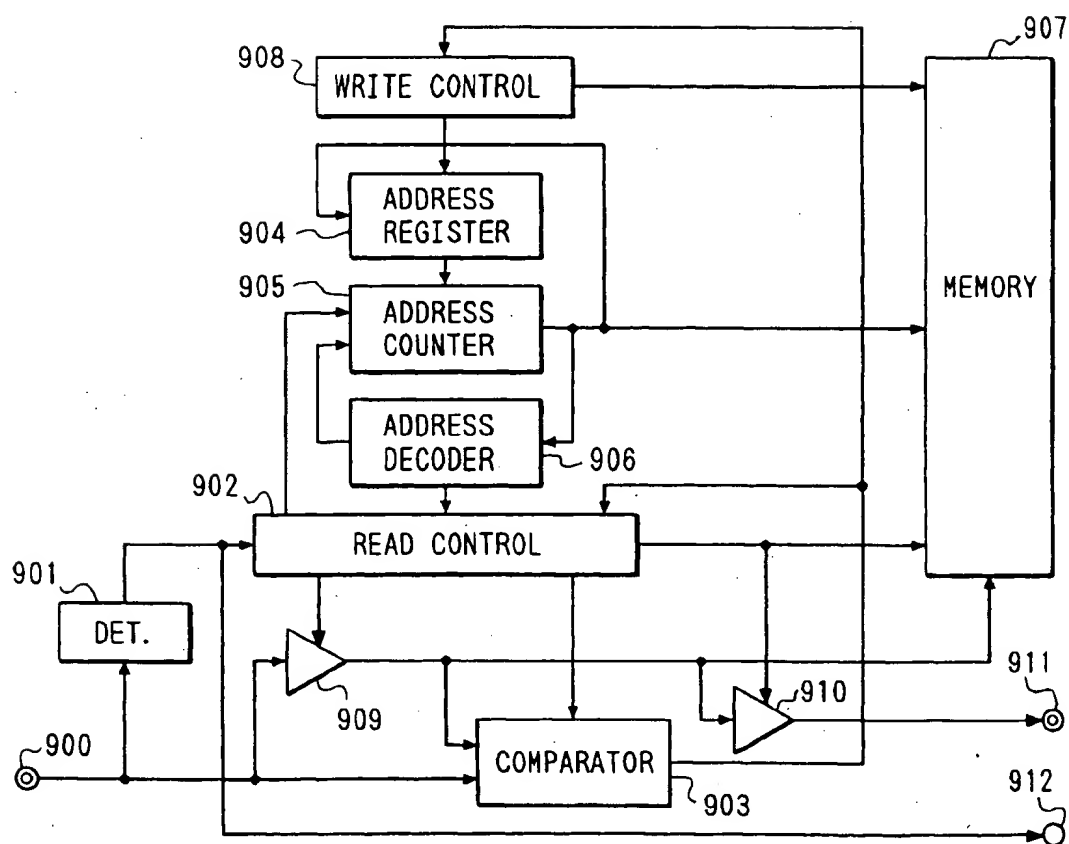 907
908
WRITE CONTROL
ADDRESS
REGISTER
904
905
ADDRESS
COUNTER
MEMORY
ADDRESS
DECODER
906
902
READ CONTROL
901
DET.
909
910
911
900
COMPARATOR
903
912